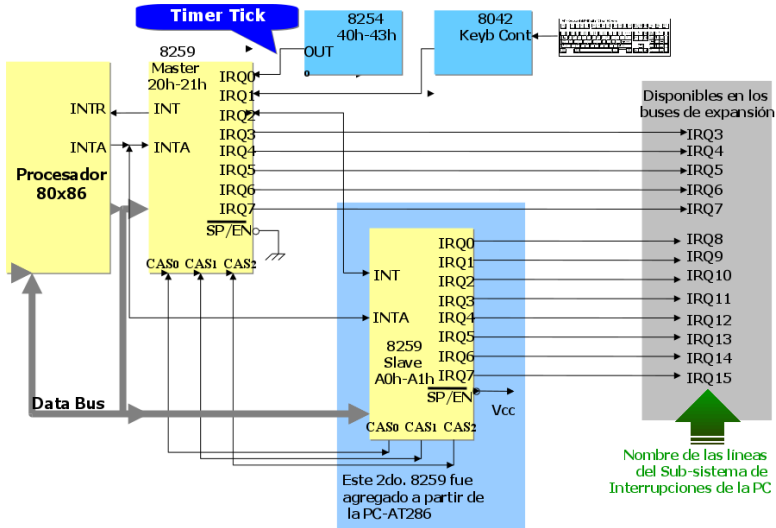 Timer Tick
8254
40h-43h
OUT
0
8042
Keyb Cont
8259
Master
20h-21h
IRQ0
IRQ1
IRQ2
IRQ3
IRQ4
IRQ5
IRQ6
IRQ7
SP/EN
INT
INTA
CAS0 CAS1 CAS2
INTR
INTA
Procesador
80x86
Disponibles en los
buses de expansión
IRQ3
IRQ4
IRQ5
IRQ6
IRQ7
IRQ8
IRQ9
IRQ10
IRQ11
IRQ12
IRQ13
IRQ14
IRQ15
IRQ0
IRQ1
IRQ2
IRQ3
IRQ4
IRQ5
IRQ6
IRQ7
SP/EN
INT
INTA
8259
Slave
A0h-A1h
Vcc
CAS0 CAS1 CAS2
Data Bus
Este 2do. 8259 fue
agregado a partir de
la PC-AT286
Nombre de las líneas
del Sub-sistema de
Interrupciones de la PC